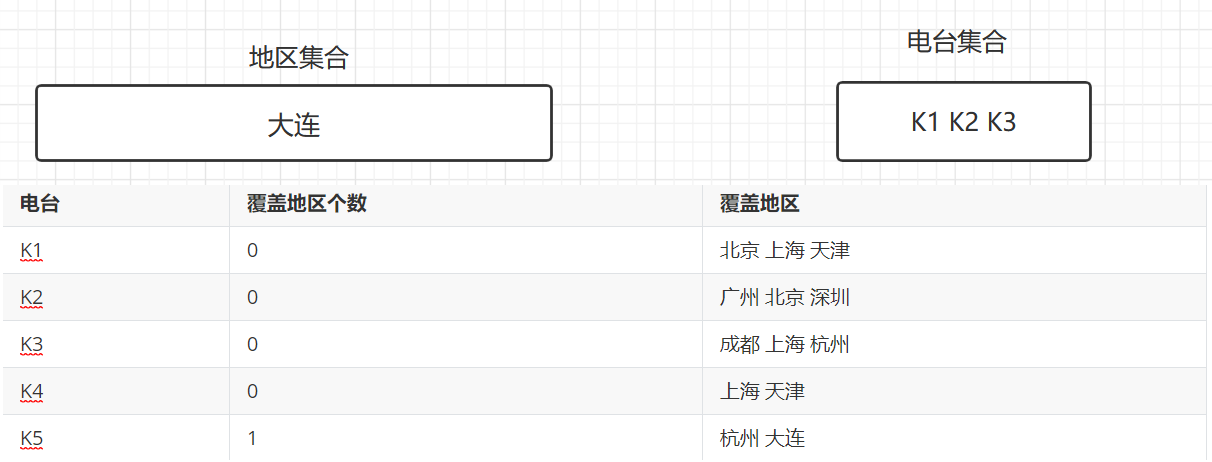 地区集合
电台集合
大连
K1 K2 K3
电台 覆盖地区个数 覆盖地区
K1 0 北京 上海 天津
K2 0 广州 北京 深圳
K3 0 成都 上海 杭州
K4 0 上海 天津
K5 1 杭州 大连